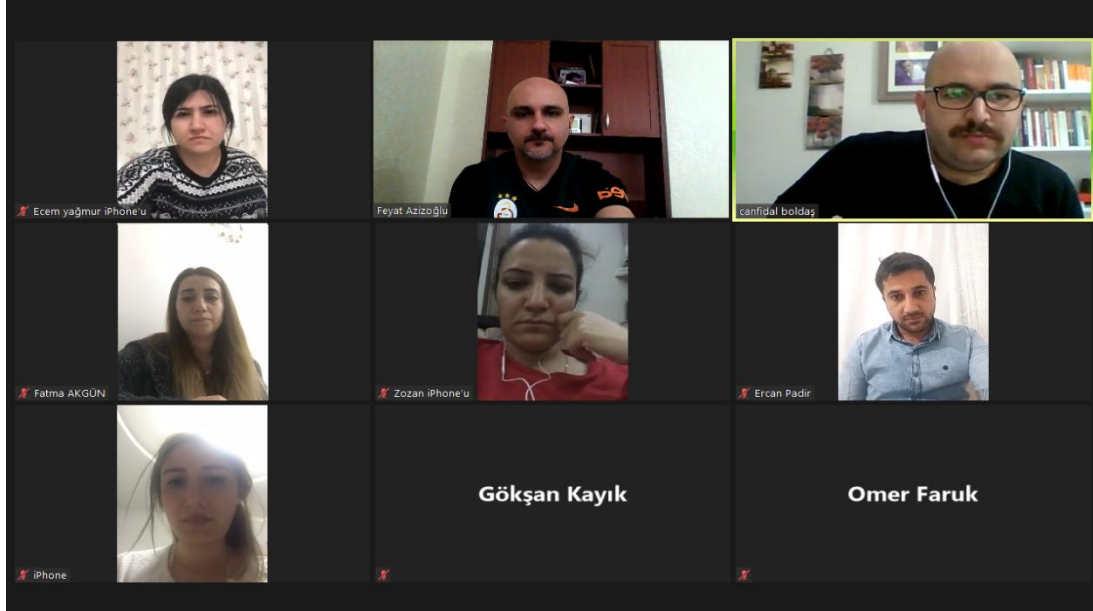 Ecem yağmur iPhone'u
Feyat Azizoğlu
canfidal boldaş
Fatma AKGÜN
Zozan iPhone'u
Ercan Padir
iPhone
Gökşan Kayık
Omer Faruk